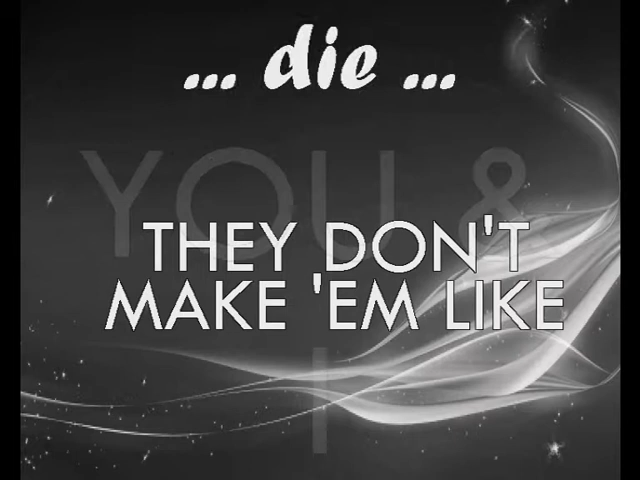 ... die ...
YOU &
THEY DON'T
MAKE 'EM LIKE
I